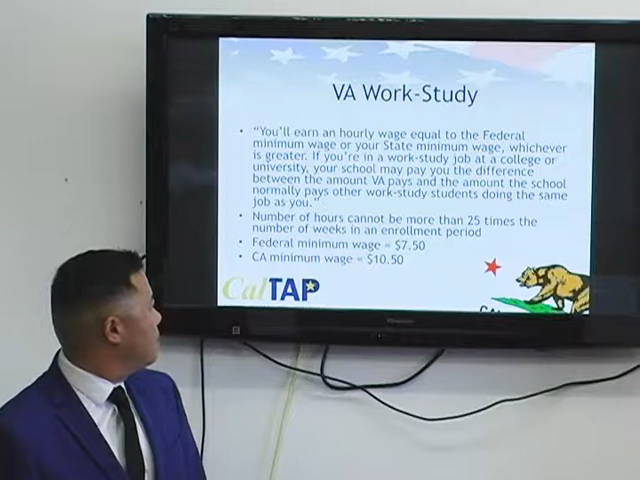 VA Work-Study
• “You’ll earn an hourly wage equal to the Federal
minimum wage or your State minimum wage, whichever
is greater. If you’re in a work-study job at a college or
university, your school may pay you the difference
between the amount VA pays and the amount the school
normally pays other work-study students doing the same
job as you.”
• Number of hours cannot be more than 25 times the
number of weeks in an enrollment period
• Federal minimum wage = $7.50
• CA minimum wage = $10.50
CalTAP